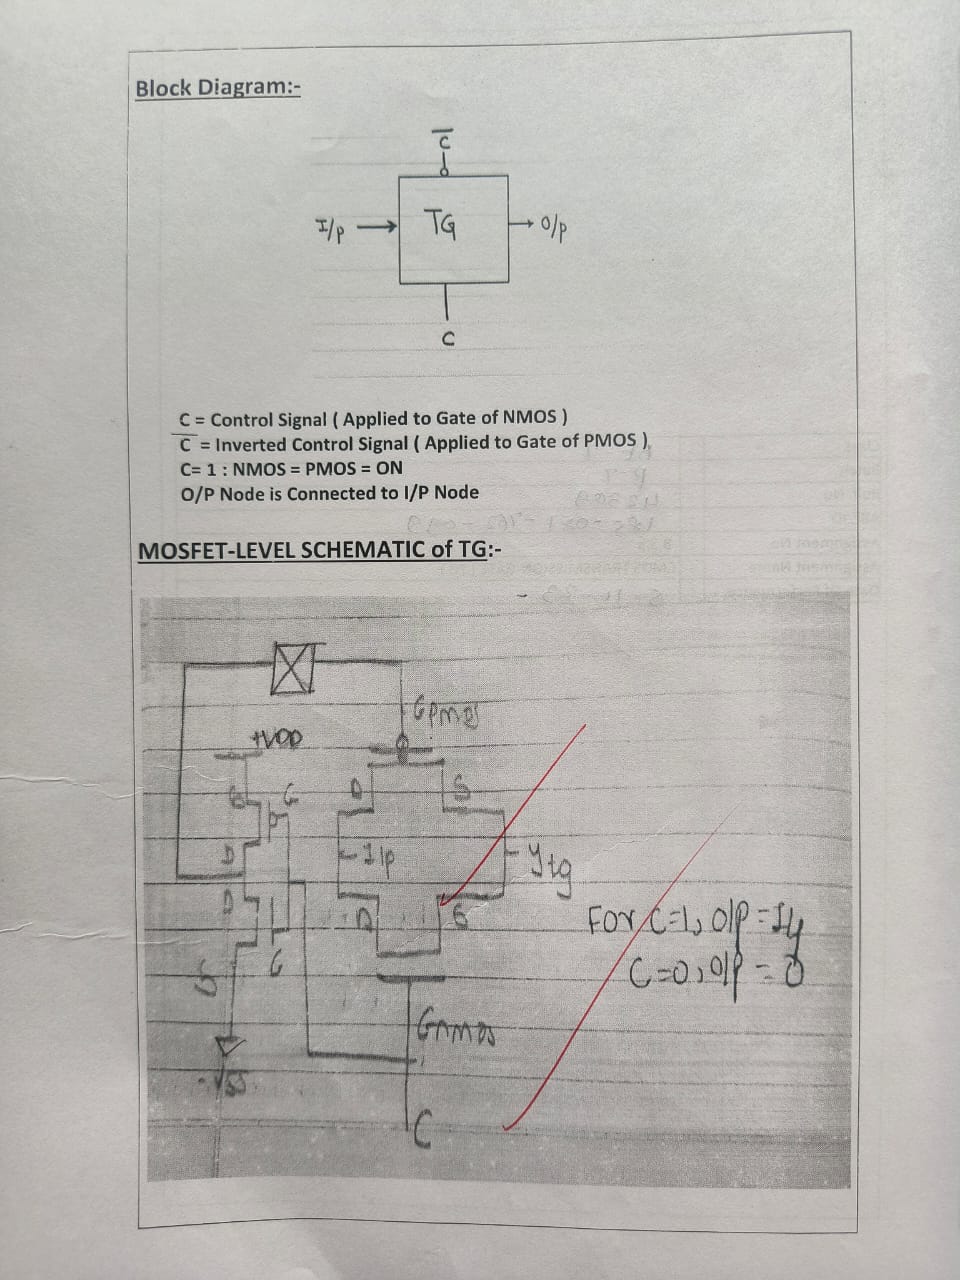 Block Diagram:-
C̅
I/p
TG
O/p
C
C = Control Signal ( Applied to Gate of NMOS )
C̅ = Inverted Control Signal ( Applied to Gate of PMOS )
C= 1 : NMOS = PMOS = ON
O/P Node is Connected to I/P Node
MOSFET-LEVEL SCHEMATIC of TG:-
GPmos
+VDD
G
D
S
D
I/p
Ytg
D
D
G
S
For C=1, O/P =
C=0, O/P = 0
Gnmos
-VSS
C